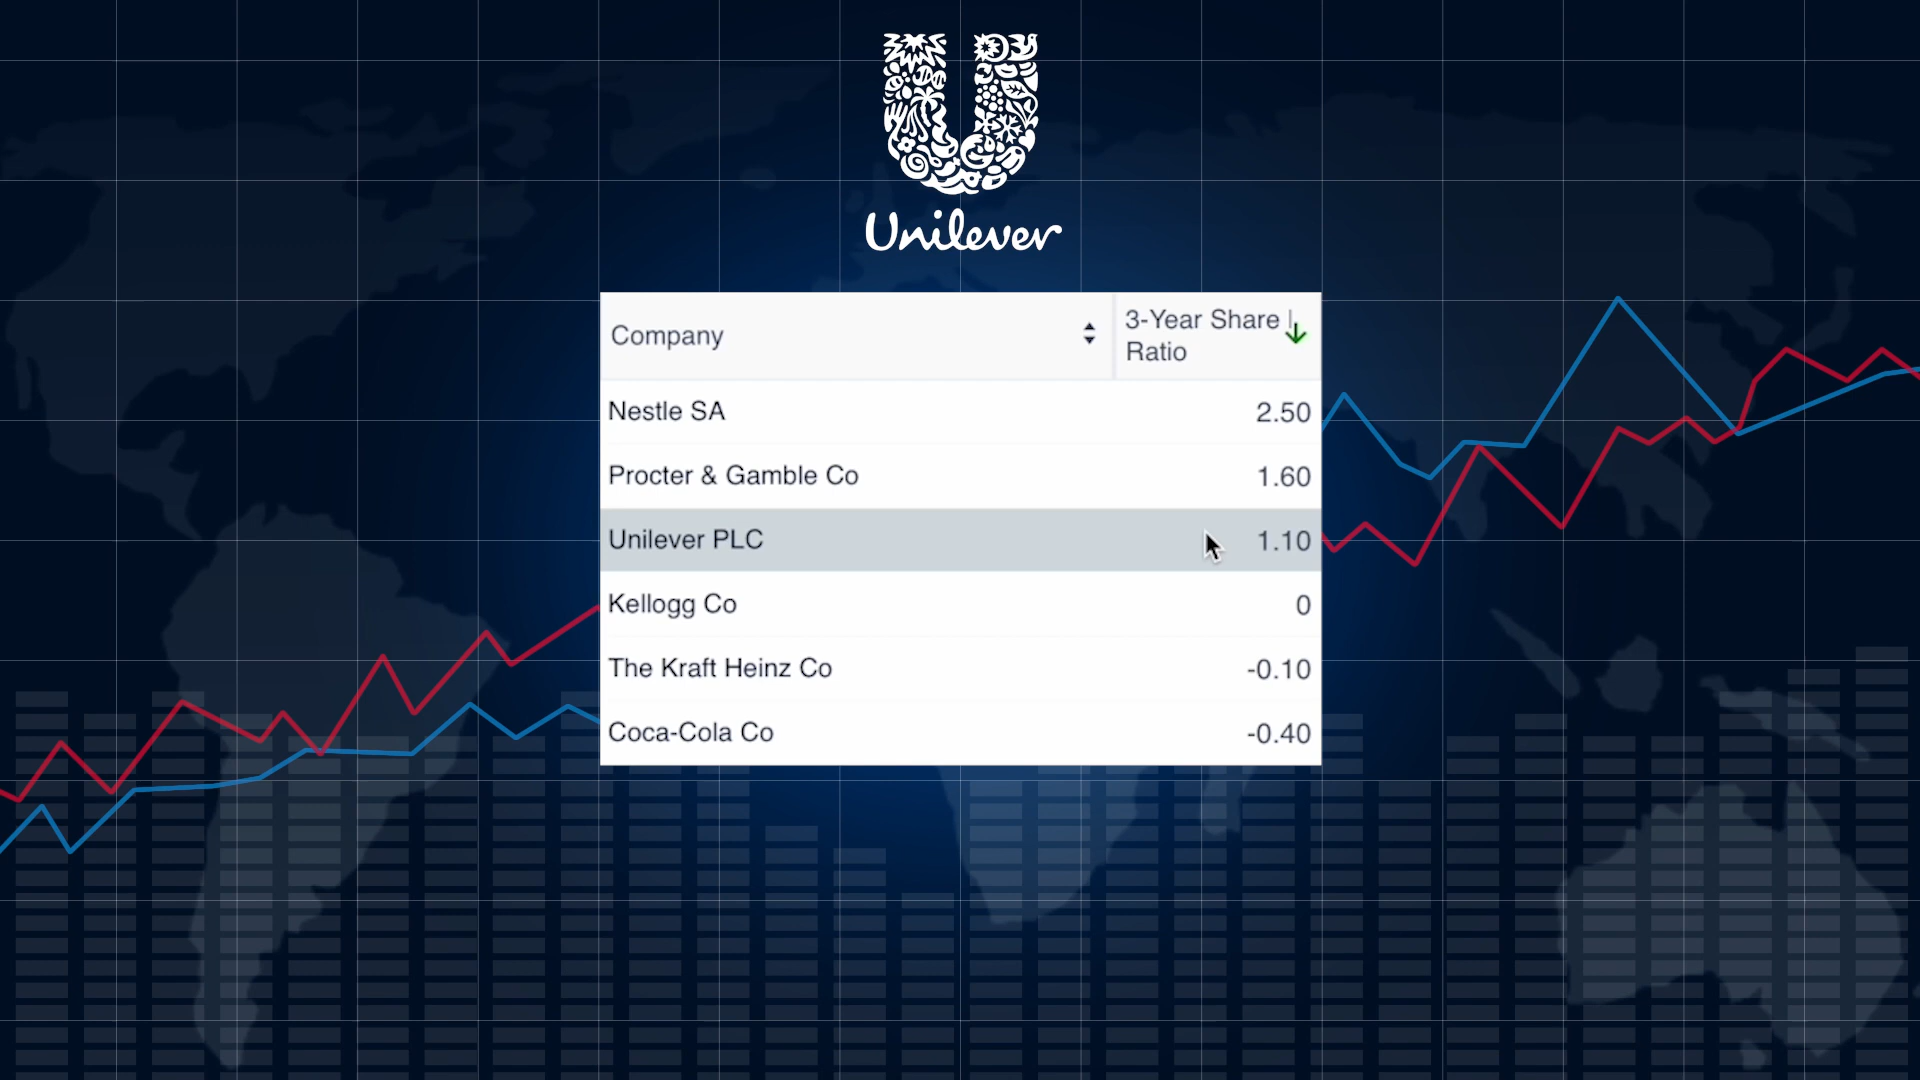 Unilever
Company
3-Year Share
Ratio
Nestle SA 2.50
Procter & Gamble Co 1.60
Unilever PLC 1.10
Kellogg Co 0
The Kraft Heinz Co -0.10
Coca-Cola Co -0.40